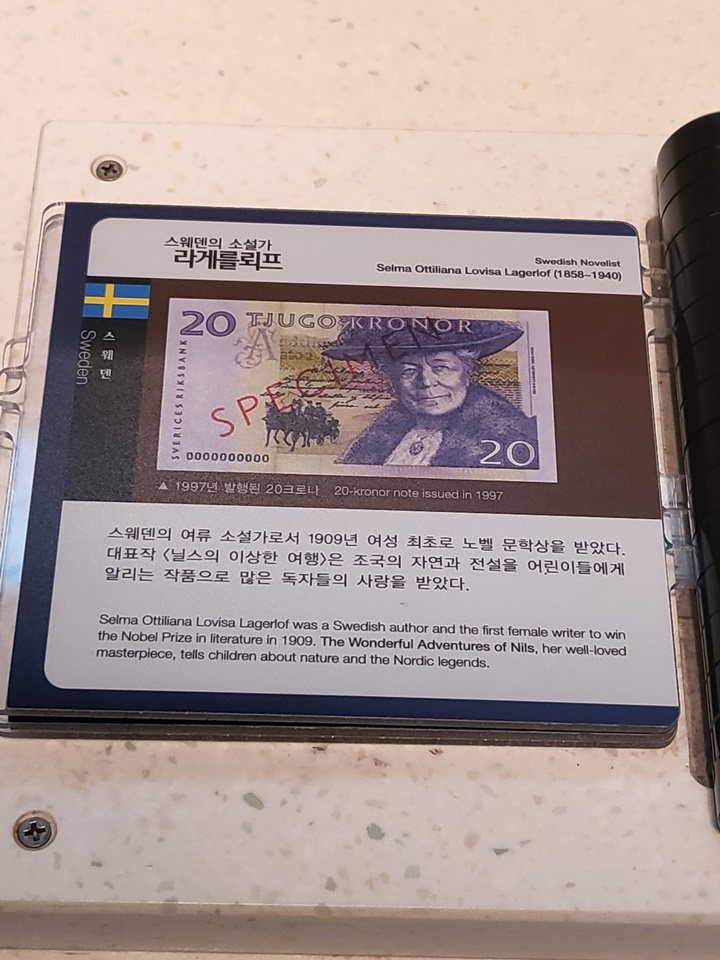 스웨덴의 소설가
라게를뢰프
Swedish Novelist
Selma Ottiliana Lovisa Lagerlof (1858~1940)
스웨덴
Sweden
20 TJUGO KRONOR
SVERIGES RIKSBANK
SPECIMEN
0000000000
20
▲ 1997년 발행된 20크로나 20-kronor note issued in 1997
스웨덴의 여류 소설가로서 1909년 여성 최초로 노벨 문학상을 받았다.
대표작 〈닐스의 이상한 여행〉은 조국의 자연과 전설을 어린이들에게
알리는 작품으로 많은 독자들의 사랑을 받았다.
Selma Ottiliana Lovisa Lagerlof was a Swedish author and the first female writer to win
the Nobel Prize in literature in 1909. The Wonderful Adventures of Nils, her well-loved
masterpiece, tells children about nature and the Nordic legends.